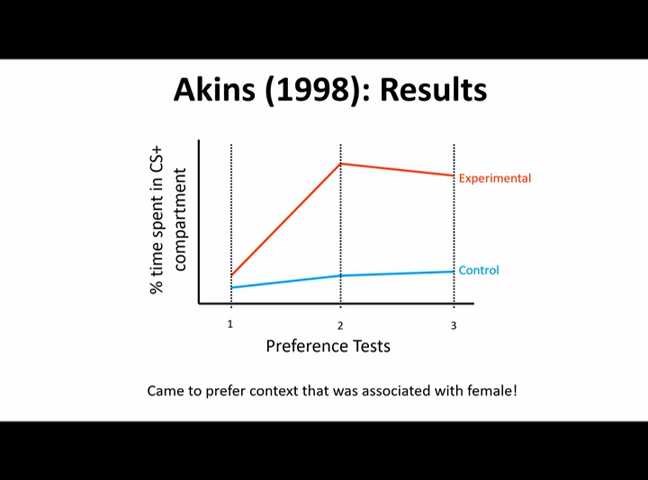 Akins (1998): Results
% time spent in CS+
compartment
Experimental
Control
1
2
3
Preference Tests
Came to prefer context that was associated with female!